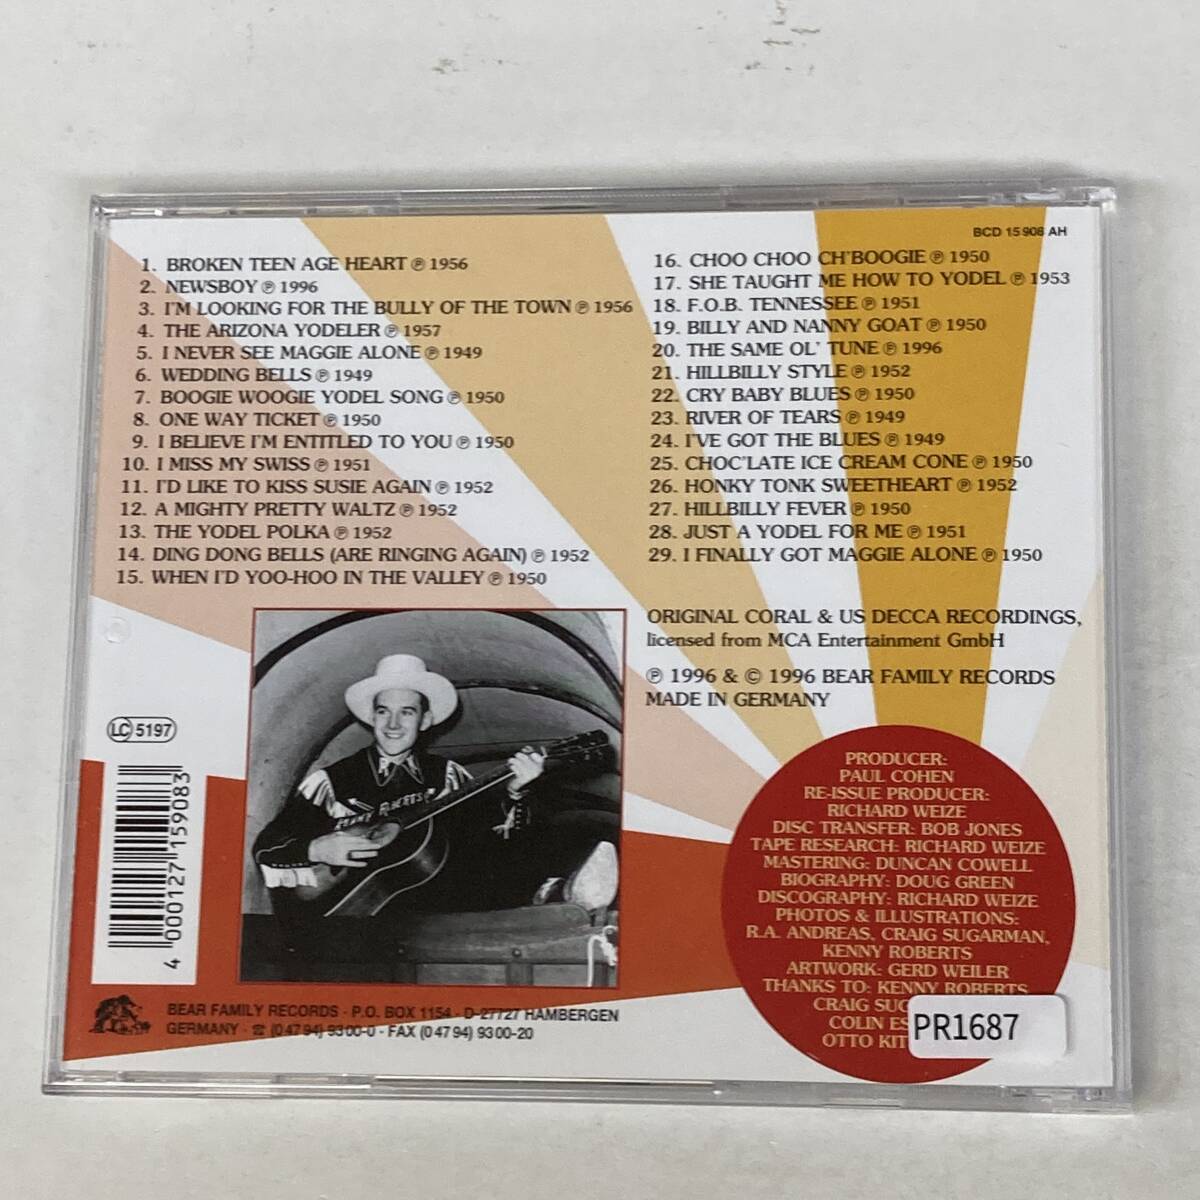 BCD 15 908 AH
1. BROKEN TEEN AGE HEART ℗ 1956
2. NEWSBOY ℗ 1996
3. I'M LOOKING FOR THE BULLY OF THE TOWN ℗ 1956
4. THE ARIZONA YODELER ℗ 1957
5. I NEVER SEE MAGGIE ALONE ℗ 1949
6. WEDDING BELLS ℗ 1949
7. BOOGIE WOOGIE YODEL SONG ℗ 1950
8. ONE WAY TICKET ℗ 1950
9. I BELIEVE I'M ENTITLED TO YOU ℗ 1950
10. I MISS MY SWISS ℗ 1951
11. I'D LIKE TO KISS SUSIE AGAIN ℗ 1952
12. A MIGHTY PRETTY WALTZ ℗ 1952
13. THE YODEL POLKA ℗ 1952
14. DING DONG BELLS (ARE RINGING AGAIN) ℗ 1952
15. WHEN I'D YOO-HOO IN THE VALLEY ℗ 1950
16. CHOO CHOO CH'BOOGIE ℗ 1950
17. SHE TAUGHT ME HOW TO YODEL ℗ 1953
18. F.O.B. TENNESSEE ℗ 1951
19. BILLY AND NANNY GOAT ℗ 1950
20. THE SAME OL' TUNE ℗ 1996
21. HILLBILLY STYLE ℗ 1952
22. CRY BABY BLUES ℗ 1950
23. RIVER OF TEARS ℗ 1949
24. I'VE GOT THE BLUES ℗ 1949
25. CHOC'LATE ICE CREAM CONE ℗ 1950
26. HONKY TONK SWEETHEART ℗ 1952
27. HILLBILLY FEVER ℗ 1950
28. JUST A YODEL FOR ME ℗ 1951
29. I FINALLY GOT MAGGIE ALONE ℗ 1950
ORIGINAL CORAL & US DECCA RECORDINGS,
licensed from MCA Entertainment GmbH
℗ 1996 & © 1996 BEAR FAMILY RECORDS
MADE IN GERMANY
LC 5197
4 000127 159083
KENNY ROBERTS
PRODUCER:
PAUL COHEN
RE-ISSUE PRODUCER:
RICHARD WEIZE
DISC TRANSFER: BOB JONES
TAPE RESEARCH: RICHARD WEIZE
MASTERING: DUNCAN COWELL
BIOGRAPHY: DOUG GREEN
DISCOGRAPHY: RICHARD WEIZE
PHOTOS & ILLUSTRATIONS:
R.A. ANDREAS, CRAIG SUGARMAN,
KENNY ROBERTS
ARTWORK: GERD WEILER
THANKS TO: KENNY ROBERTS
CRAIG
COLIN
OTTO
PR1687
BEAR FAMILY RECORDS · P.O. BOX 1154 · D-27727 HAMBERGEN
GERMANY · ☎ (0 47 94) 93 00-0 · FAX (0 47 94) 93 00-20